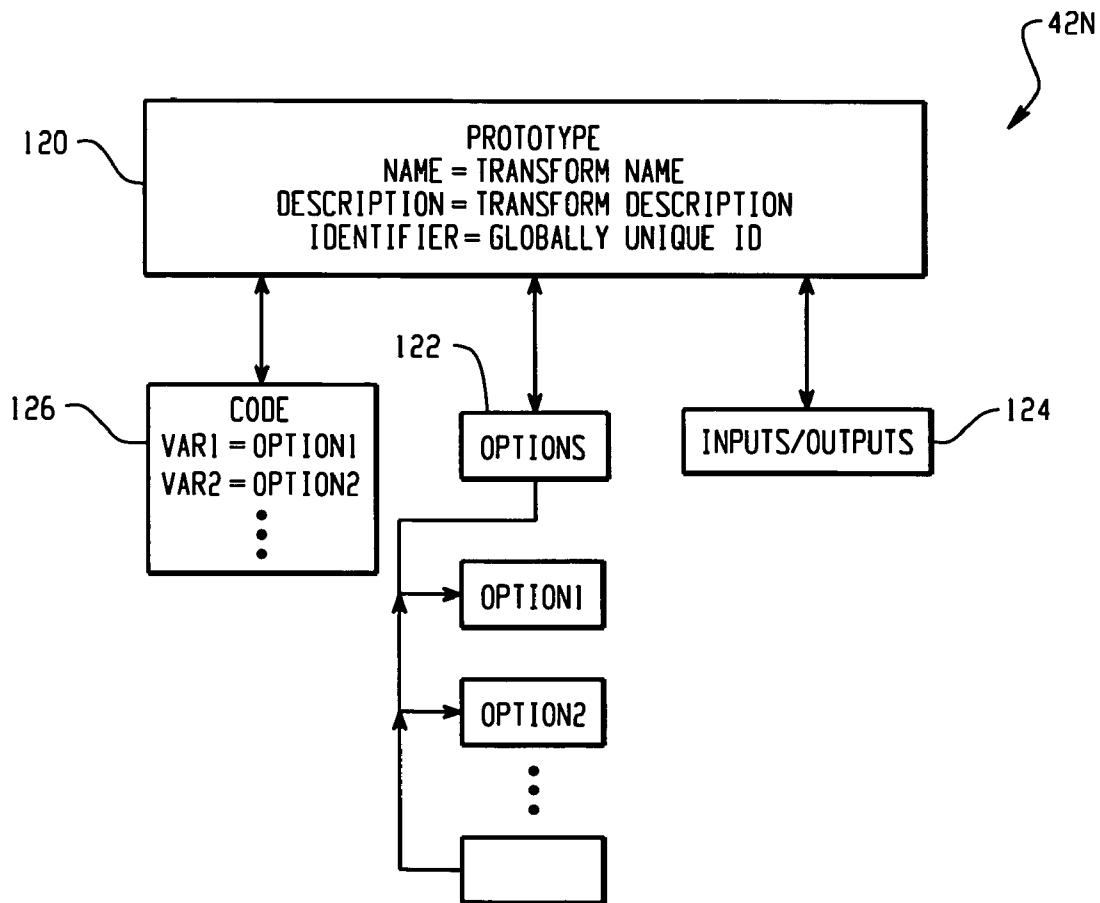 42N
120
PROTOTYPE
NAME = TRANSFORM NAME
DESCRIPTION = TRANSFORM DESCRIPTION
IDENTIFIER = GLOBALLY UNIQUE ID
122
126
CODE
VAR1 = OPTION1
VAR2 = OPTION2
OPTIONS
INPUTS/OUTPUTS
124
OPTION1
OPTION2